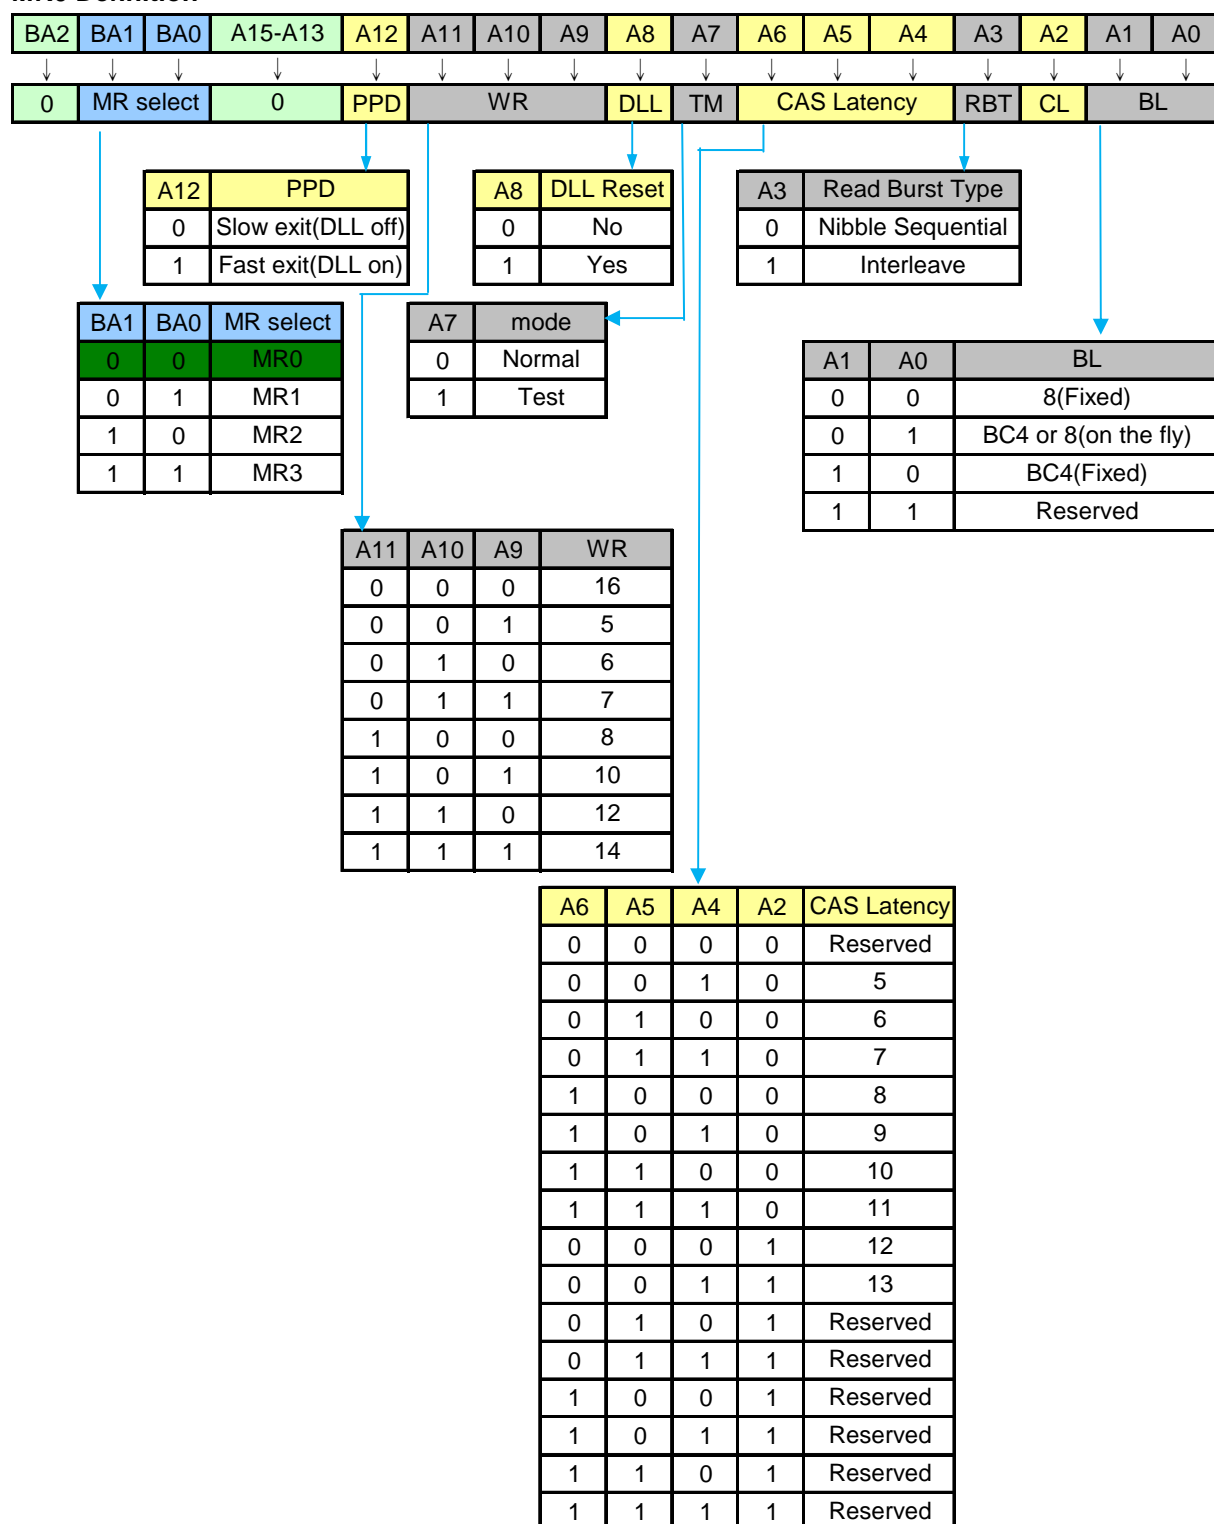 BA2 BA1 BA0 A15-A13 A12 A11 A10 A9 A8 A7 A6 A5 A4 A3 A2 A1 A0
0 MR select 0 PPD WR DLL TM CAS Latency RBT CL BL
A12 PPD
0 Slow exit(DLL off)
1 Fast exit(DLL on)
A8 DLL Reset
0 No
1 Yes
A3 Read Burst Type
0 Nibble Sequential
1 Interleave
BA1 BA0 MR select
0 0 MR0
0 1 MR1
1 0 MR2
1 1 MR3
A7 mode
0 Normal
1 Test
A1 A0 BL
0 0 8(Fixed)
0 1 BC4 or 8(on the fly)
1 0 BC4(Fixed)
1 1 Reserved
A11 A10 A9 WR
0 0 0 16
0 0 1 5
0 1 0 6
0 1 1 7
1 0 0 8
1 0 1 10
1 1 0 12
1 1 1 14
A6 A5 A4 A2 CAS Latency
0 0 0 0 Reserved
0 0 1 0 5
0 1 0 0 6
0 1 1 0 7
1 0 0 0 8
1 0 1 0 9
1 1 0 0 10
1 1 1 0 11
0 0 0 1 12
0 0 1 1 13
0 1 0 1 Reserved
0 1 1 1 Reserved
1 0 0 1 Reserved
1 0 1 1 Reserved
1 1 0 1 Reserved
1 1 1 1 Reserved